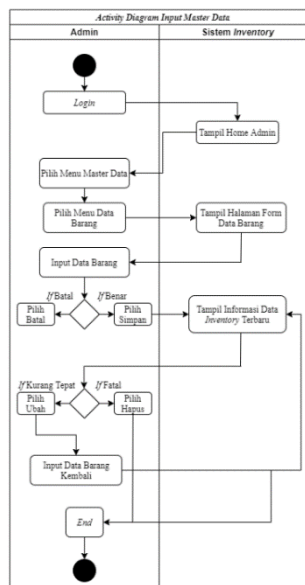 Activity Diagram Input Master Data
Admin
Sistem Inventory
Login
Tampil Home Admin
Pilih Menu Master Data
Pilih Menu Data
Barang
Tampil Halaman Form
Data Barang
Input Data Barang
If Batal
If Benar
Pilih
Batal
Pilih
Simpan
Tampil Informasi Data
Inventory Terbaru
If Kurang Tepat
If Fatal
Pilih
Ubah
Pilih
Hapus
Input Data Barang
Kembali
End